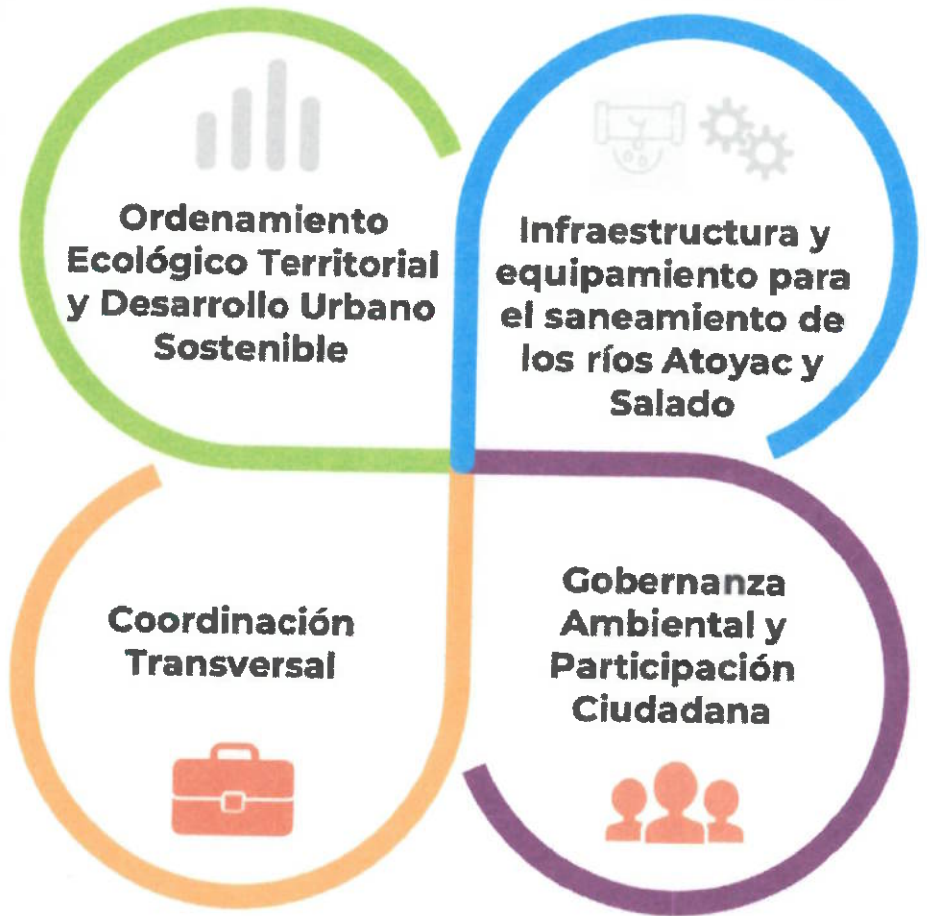 Ordenamiento
Ecológico Territorial
y Desarrollo Urbano
Sostenible
Infraestructura y
equipamiento para
el saneamiento de
los ríos Atoyac y
Salado
Coordinación
Transversal
Gobernanza
Ambiental y
Participación
Ciudadana